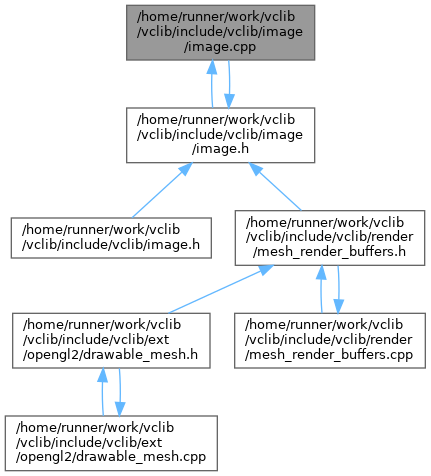 /home/runner/work/vclib
/vclib/include/vclib/image
/image.cpp
/home/runner/work/vclib
/vclib/include/vclib/image
/image.h
/home/runner/work/vclib
/vclib/include/vclib/image.h
/home/runner/work/vclib
/vclib/include/vclib/render
/mesh_render_buffers.h
/home/runner/work/vclib
/vclib/include/vclib/ext
/opengl2/drawable_mesh.h
/home/runner/work/vclib
/vclib/include/vclib/render
/mesh_render_buffers.cpp
/home/runner/work/vclib
/vclib/include/vclib/ext
/opengl2/drawable_mesh.cpp